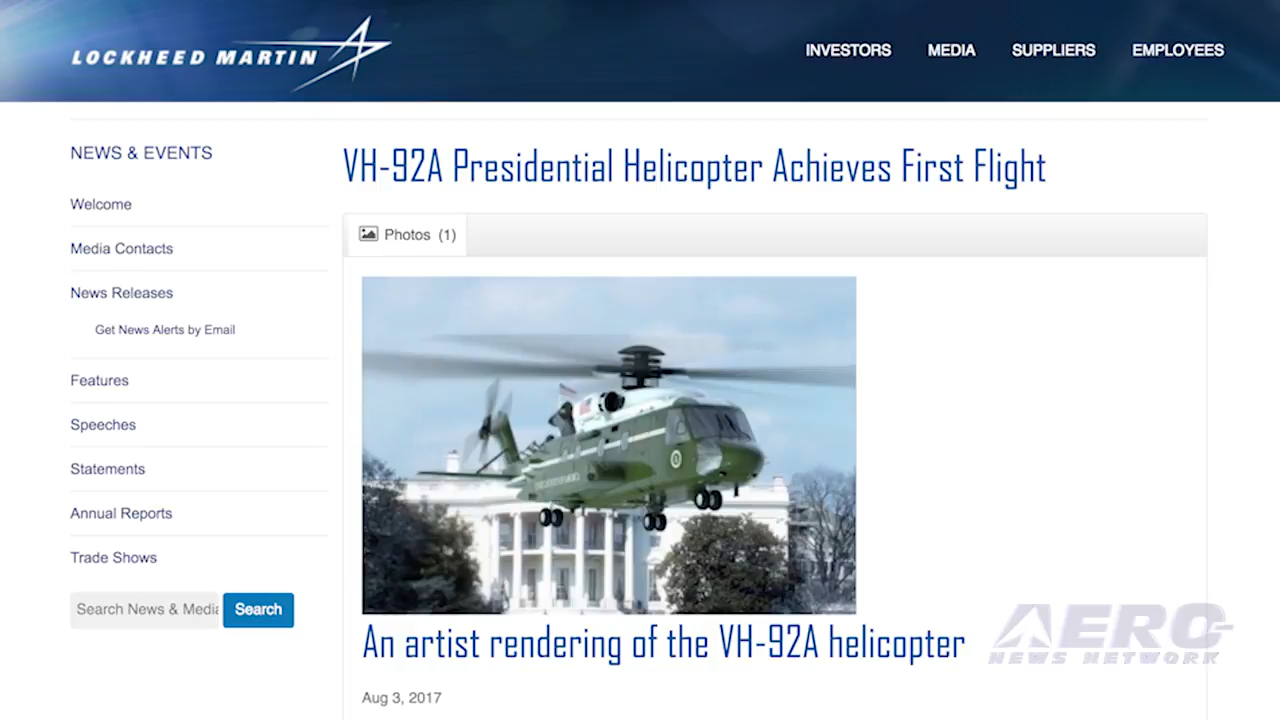 LOCKHEED MARTIN
INVESTORS MEDIA SUPPLIERS EMPLOYEES
NEWS & EVENTS
Welcome
Media Contacts
News Releases
Get News Alerts by Email
Features
Speeches
Statements
Annual Reports
Trade Shows
Search News & Media Search
VH-92A Presidential Helicopter Achieves First Flight
Photos (1)
An artist rendering of the VH-92A helicopter
Aug 3, 2017
AERO
NEWS NETWORK